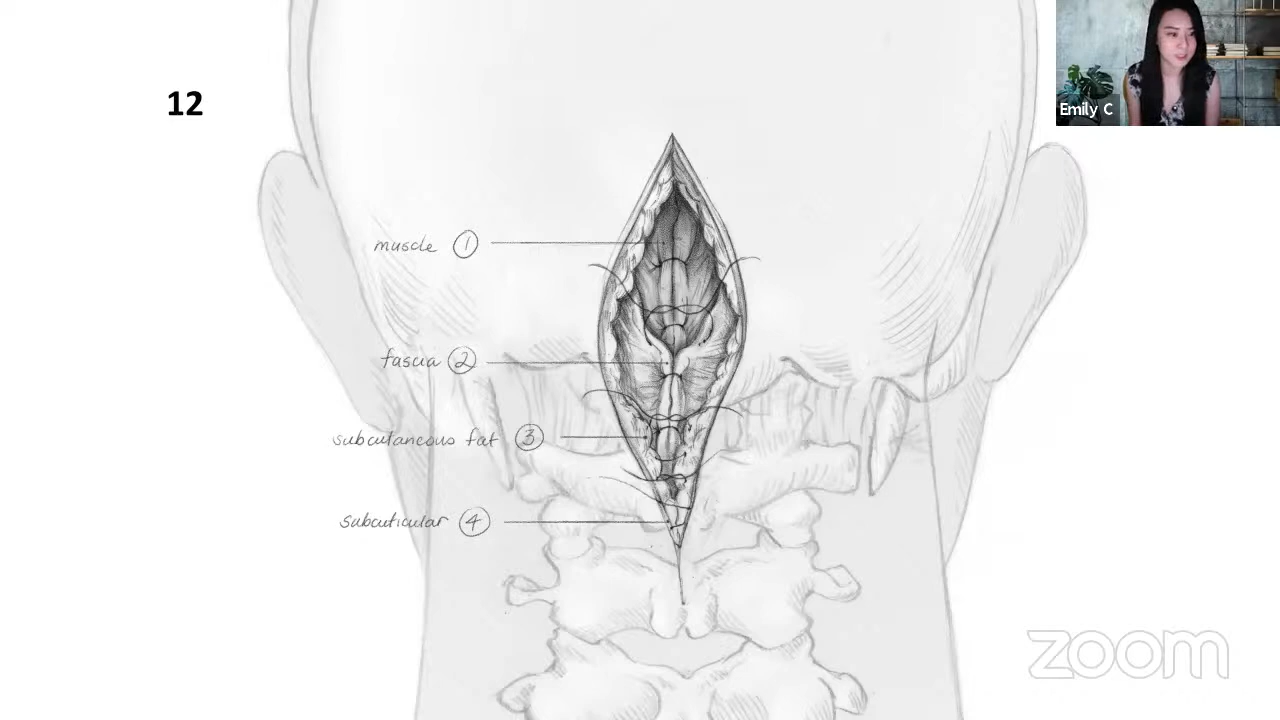 Emily C
12
muscle 1
fascia 2
subcutaneous fat 3
subcuticular 4
zoom